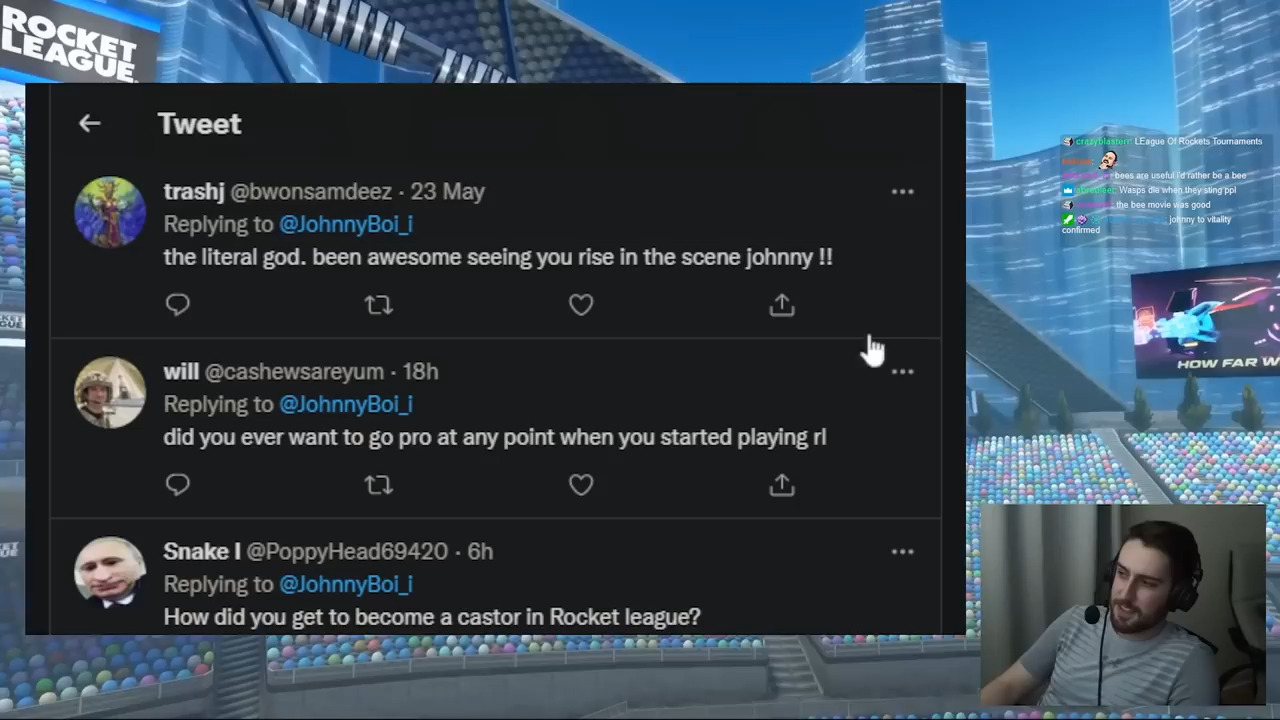 ROCKET
LEAGUE
Tweet
trashj @bwonsamdeez · 23 May
Replying to @JohnnyBoi_i
the literal god. been awesome seeing you rise in the scene johnny !!
will @cashewsareyum · 18h
Replying to @JohnnyBoi_i
did you ever want to go pro at any point when you started playing rl
Snake I @PoppyHead69420 · 6h
Replying to @JohnnyBoi_i
How did you get to become a castor in Rocket league?
LEague Of Rockets Tournaments
bees are useful i'd rather be a bee
Wasps die when they sting ppl
the bee movie was good
johnny to vitality
confirmed
HOW FAR W